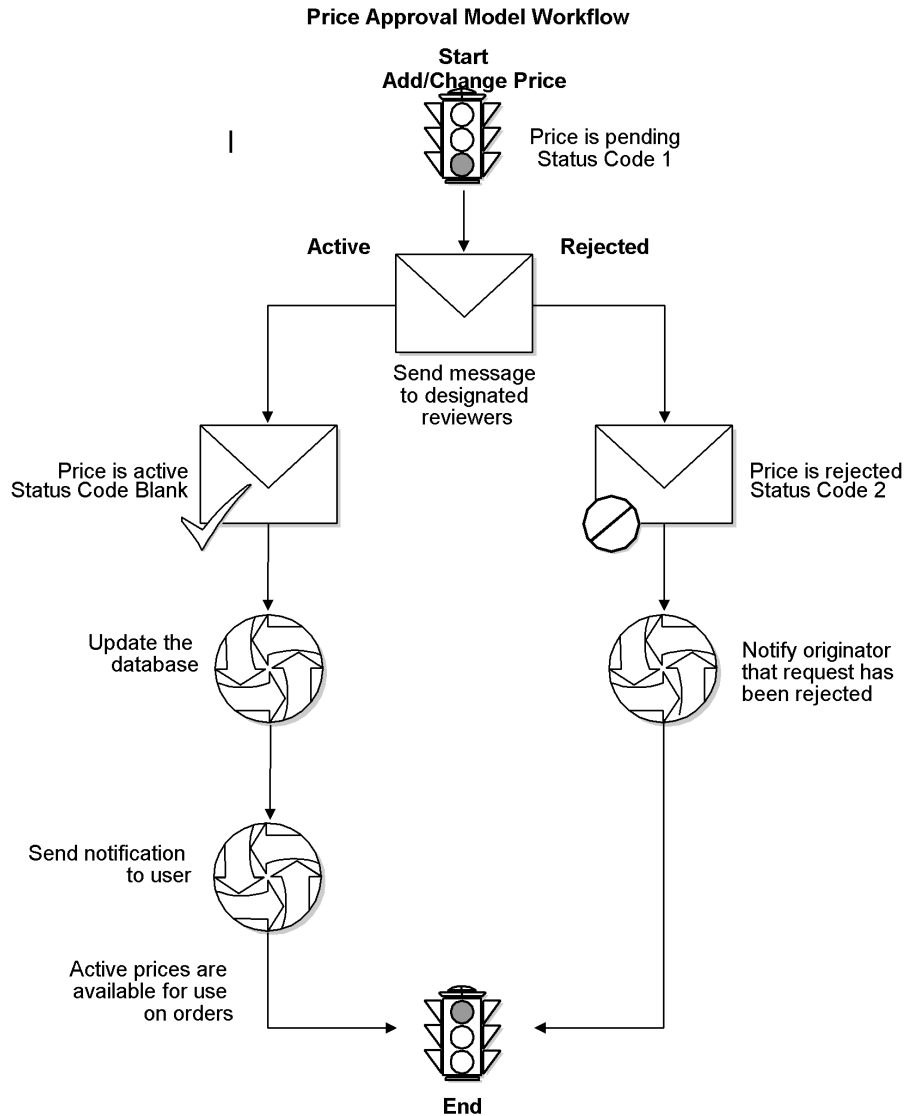 Price Approval Model Workflow
Start
Add/Change Price
Price is pending
Status Code 1
Active
Rejected
Send message
to designated
reviewers
Price is active
Status Code Blank
Price is rejected
Status Code 2
Update the
database
Notify originator
that request has
been rejected
Send notification
to user
Active prices are
available for use
on orders
End